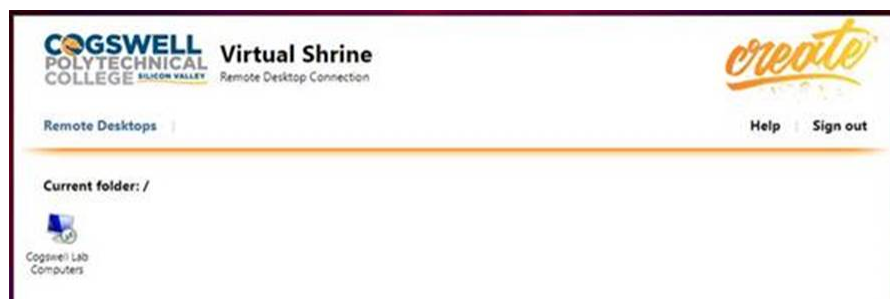 COGSWELL
POLYTECHNICAL
COLLEGE SILICON VALLEY
Virtual Shrine
Remote Desktop Connection
create
Remote Desktops
Help
Sign out
Current folder: /
Cogswell Lab
Computers